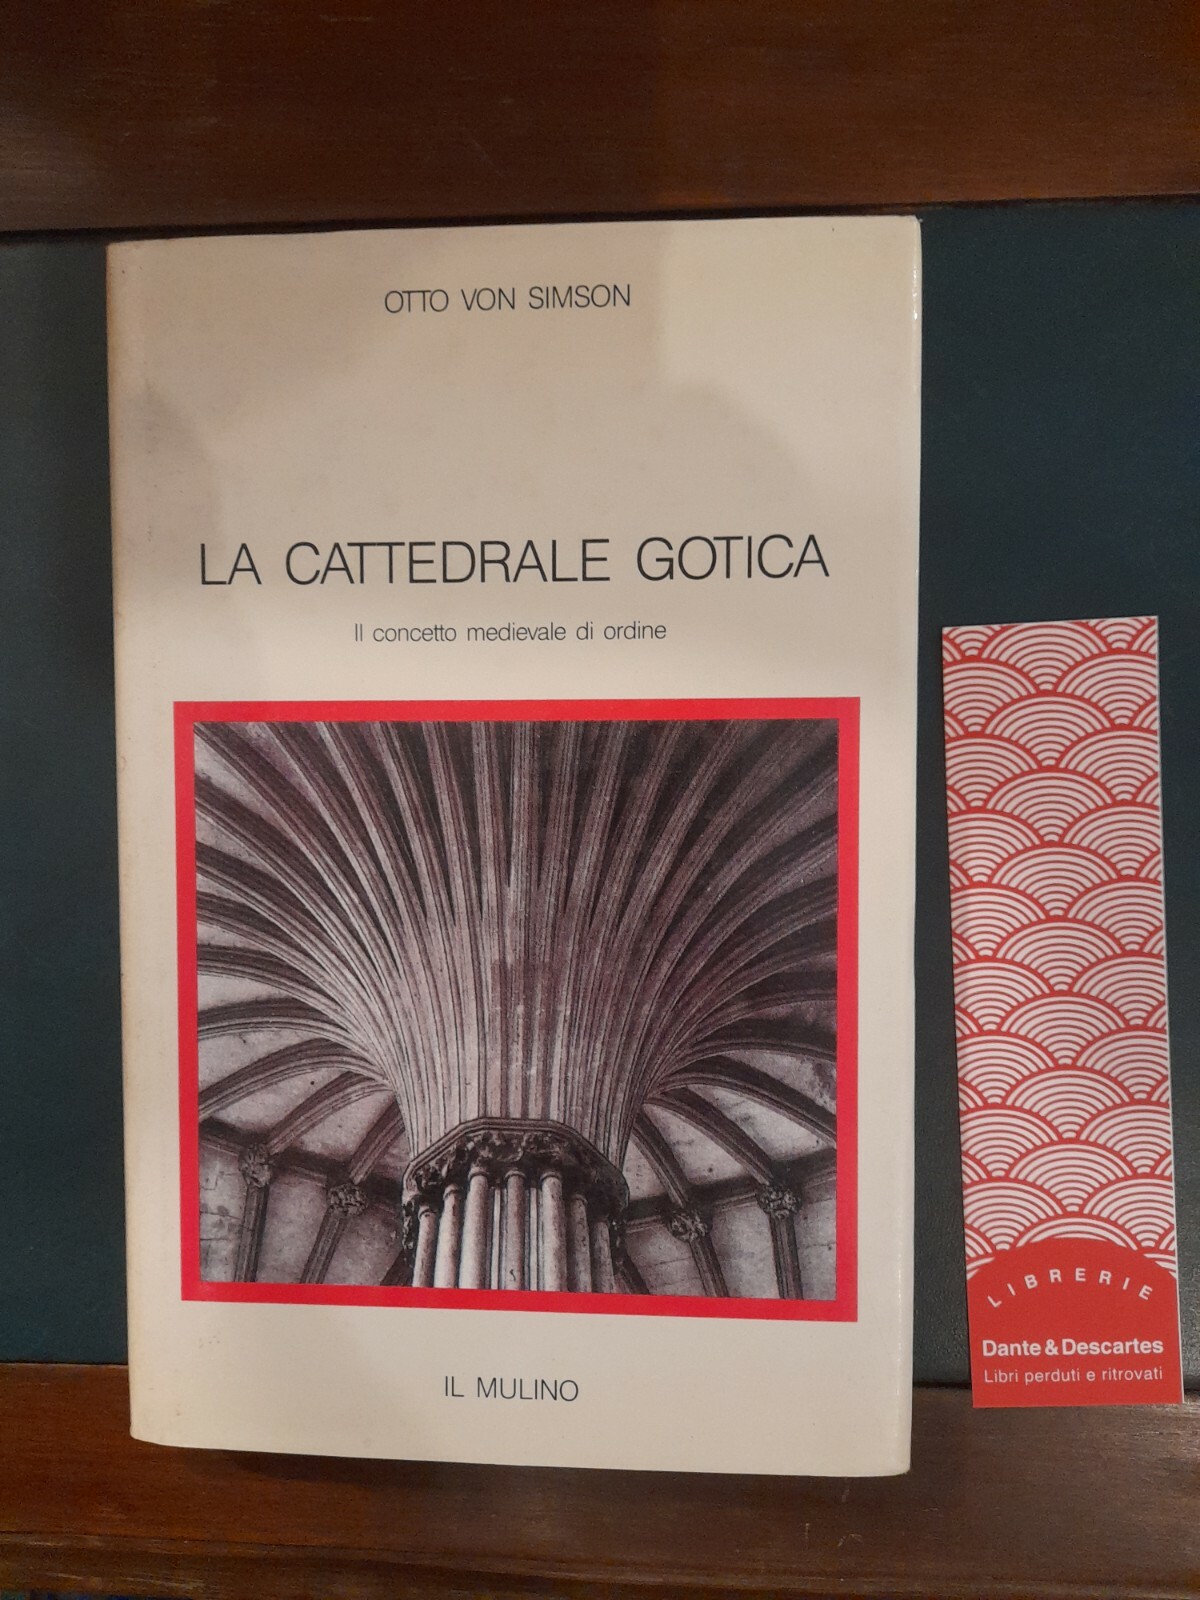 OTTO VON SIMSON
LA CATTEDRALE GOTICA
Il concetto medievale di ordine
IL MULINO
LIBRERIE
Dante & Descartes
Libri perduti e ritrovati